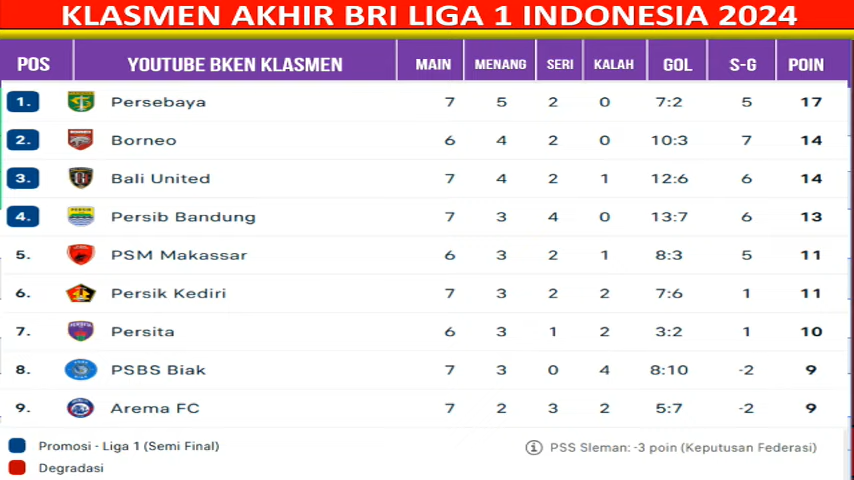 KLASMEN AKHIR BRI LIGA 1 INDONESIA 2024
POS YOUTUBE BKEN KLASMEN MAIN MENANG SERI KALAH GOL S-G POIN
1. Persebaya 7 5 2 0 7:2 5 17
2. Borneo 6 4 2 0 10:3 7 14
3. Bali United 7 4 2 1 12:6 6 14
4. Persib Bandung 7 3 4 0 13:7 6 13
5. PSM Makassar 6 3 2 1 8:3 5 11
6. Persik Kediri 7 3 2 2 7:6 1 11
7. Persita 6 3 1 2 3:2 1 10
8. PSBS Biak 7 3 0 4 8:10 -2 9
9. Arema FC 7 2 3 2 5:7 -2 9
Promosi - Liga 1 (Semi Final) PSS Sleman: -3 poin (Keputusan Federasi)
Degradasi